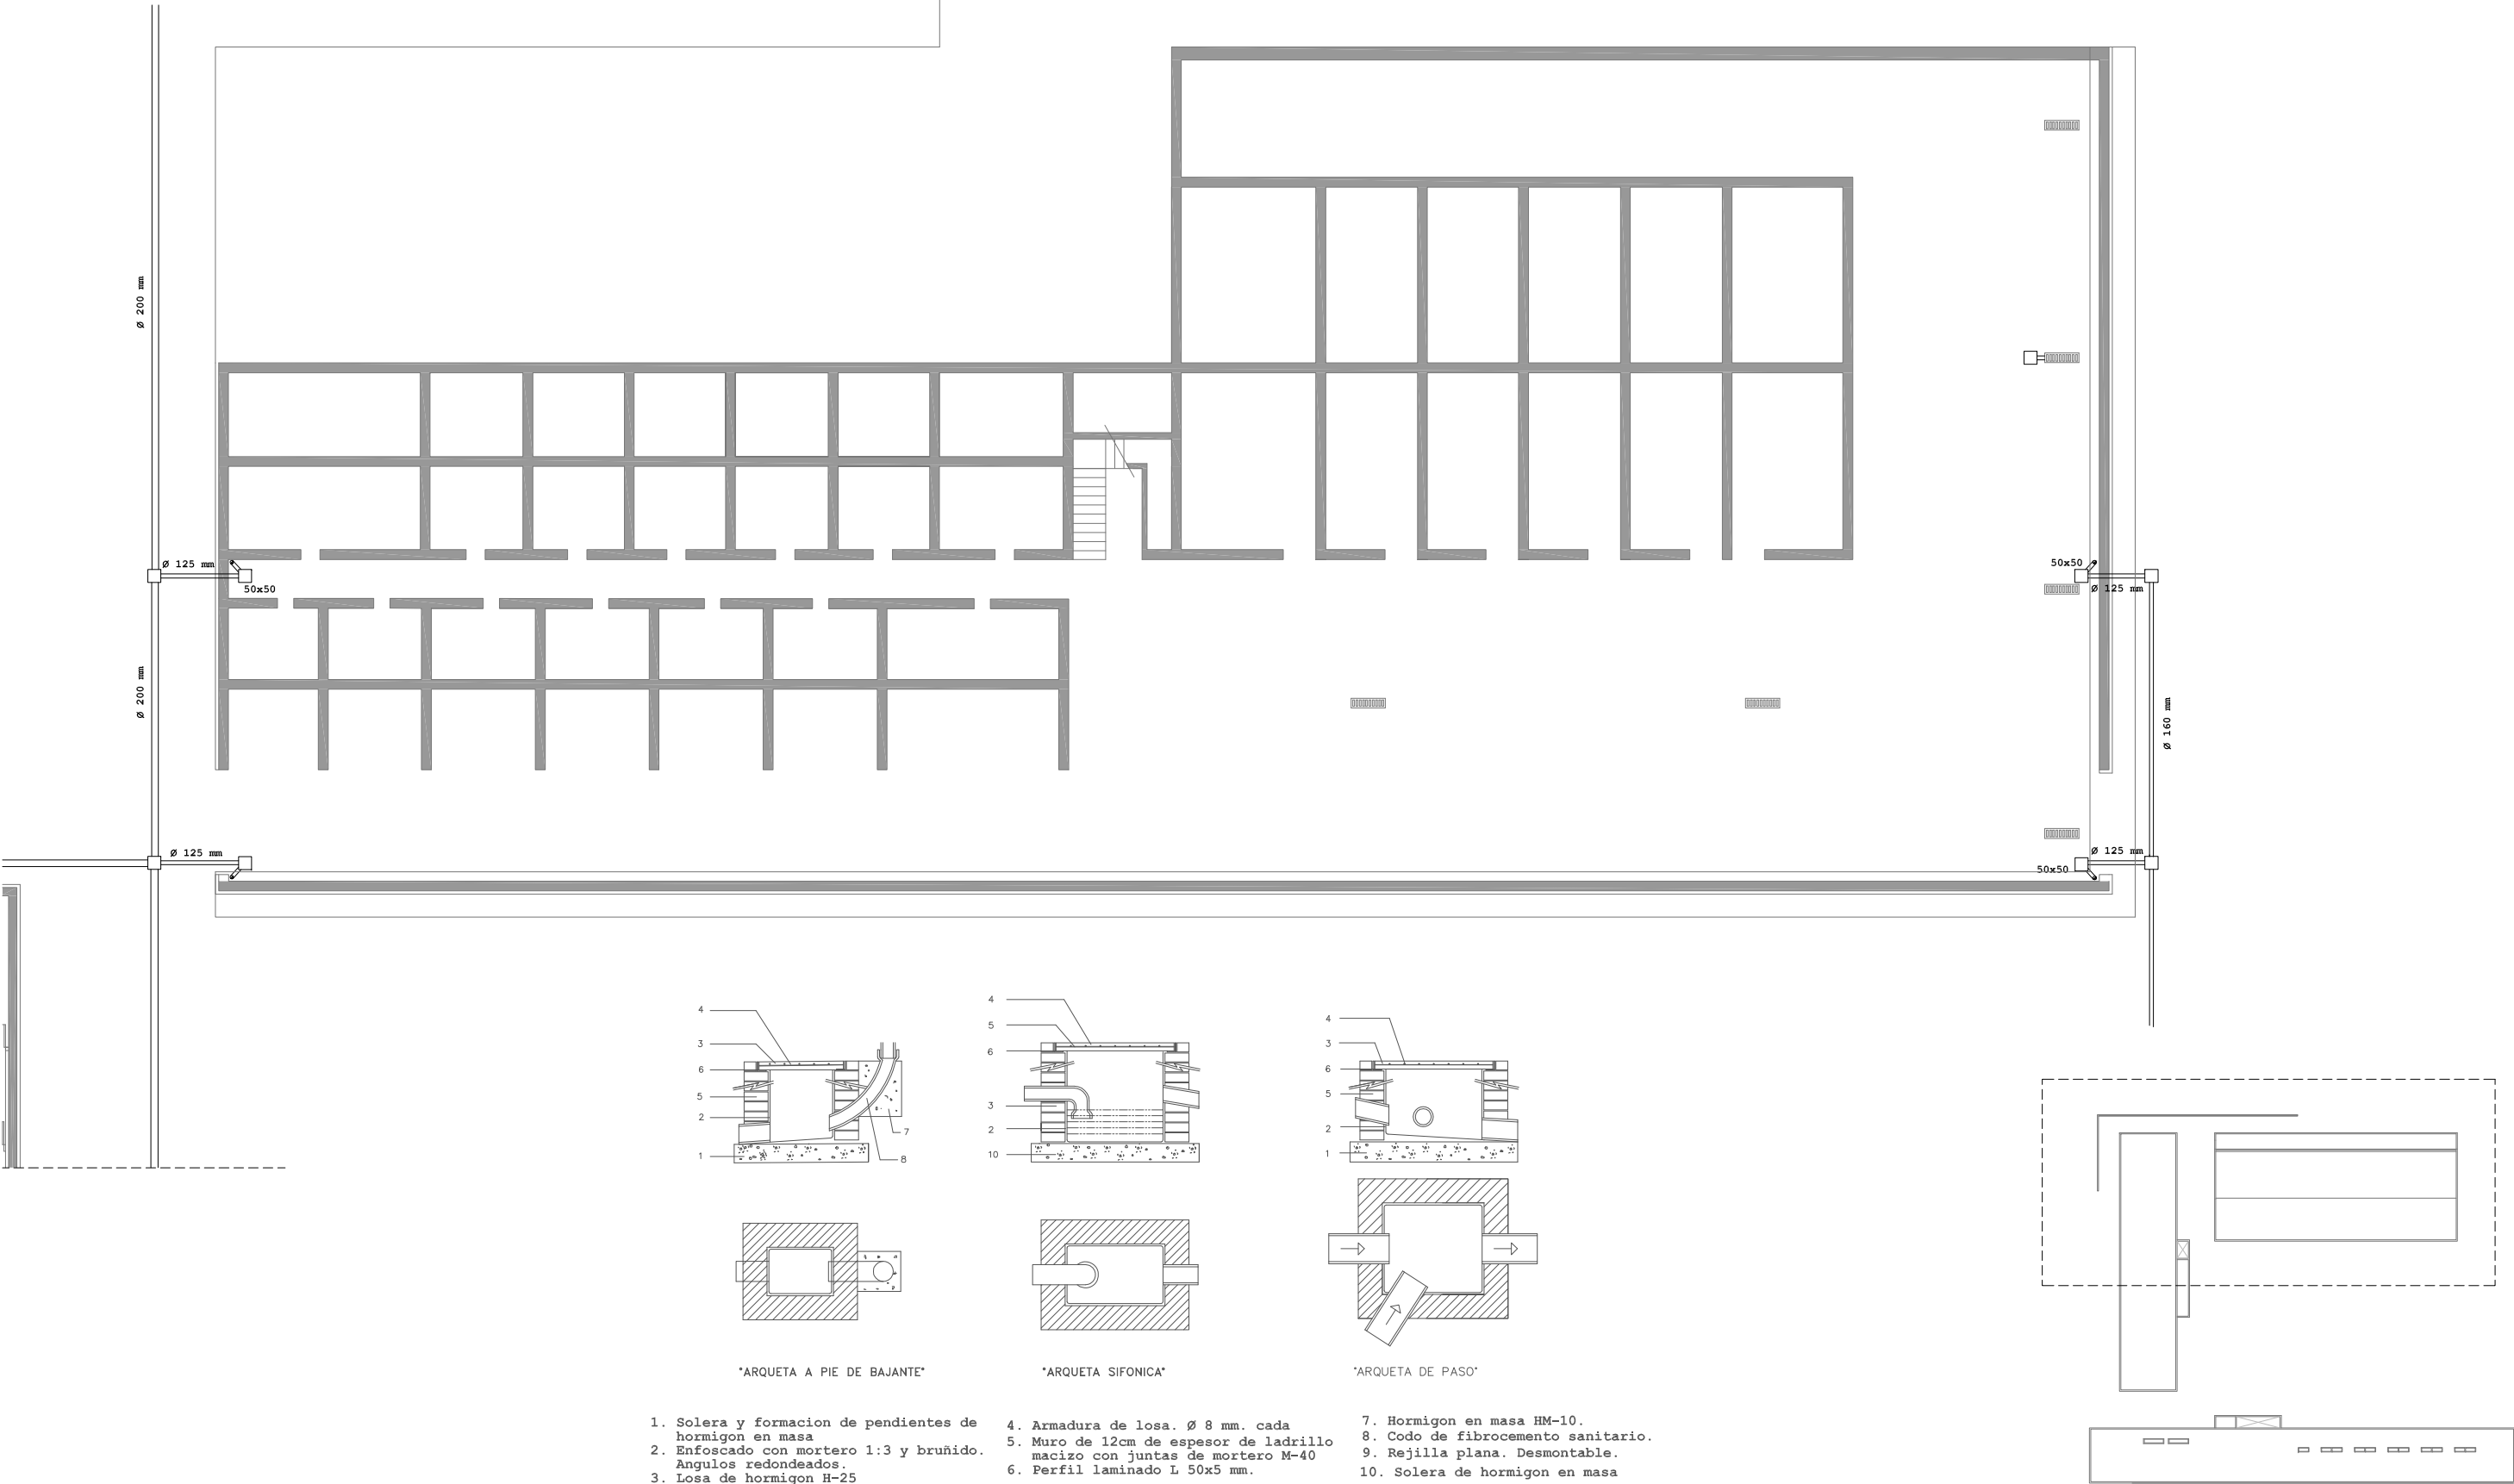 Ø 200 mm
Ø 125 mm
50x50
50x50
Ø 125 mm
Ø 200 mm
Ø 160 mm
Ø 125 mm
Ø 125 mm
50x50
4
3
6
5
2
1
7
8
4
5
6
3
2
10
4
3
6
5
2
1
"ARQUETA A PIE DE BAJANTE"
"ARQUETA SIFONICA"
"ARQUETA DE PASO"
1. Solera y formacion de pendientes de
hormigon en masa
2. Enfoscado con mortero 1:3 y bruñido.
Angulos redondeados.
3. Losa de hormigon H-25
4. Armadura de losa. Ø 8 mm. cada
5. Muro de 12cm de espesor de ladrillo
macizo con juntas de mortero M-40
6. Perfil laminado L 50x5 mm.
7. Hormigon en masa HM-10.
8. Codo de fibrocemento sanitario.
9. Rejilla plana. Desmontable.
10. Solera de hormigon en masa